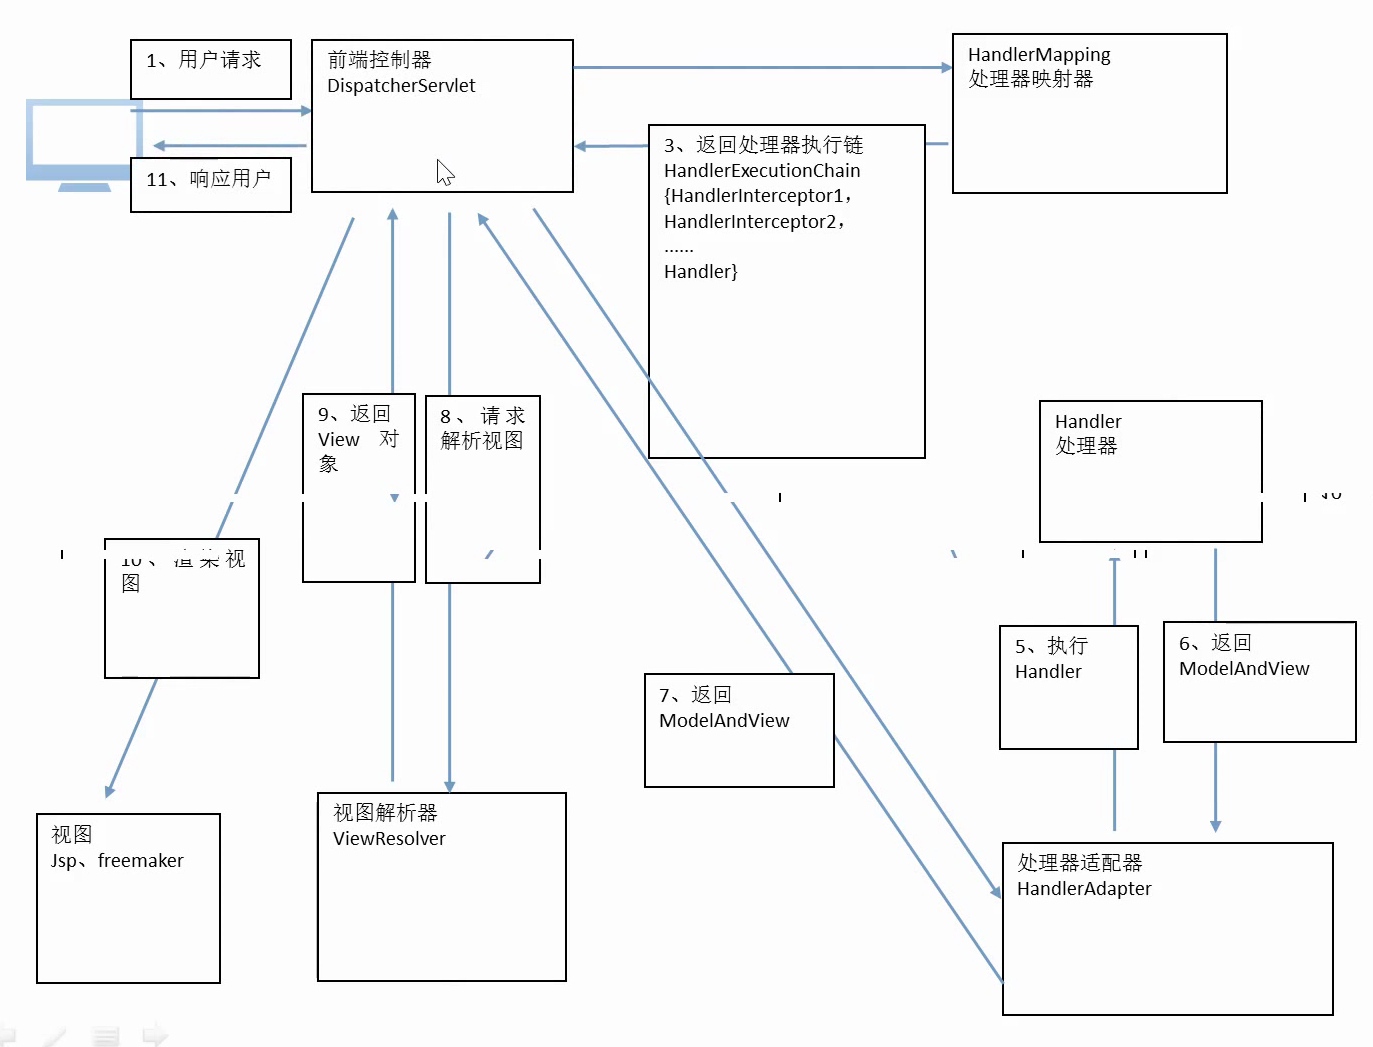 1、用户请求
前端控制器
DispatcherServlet
HandlerMapping
处理器映射器
11、响应用户
3、返回处理器执行链
HandlerExecutionChain
{HandlerInterceptor1，
HandlerInterceptor2，
……
Handler}
9、返回
View 对
象
8、请求
解析视图
Handler
处理器
10、渲染视
图
5、执行
Handler
6、返回
ModelAndView
7、返回
ModelAndView
视图
Jsp、freemaker
视图解析器
ViewResolver
处理器适配器
HandlerAdapter